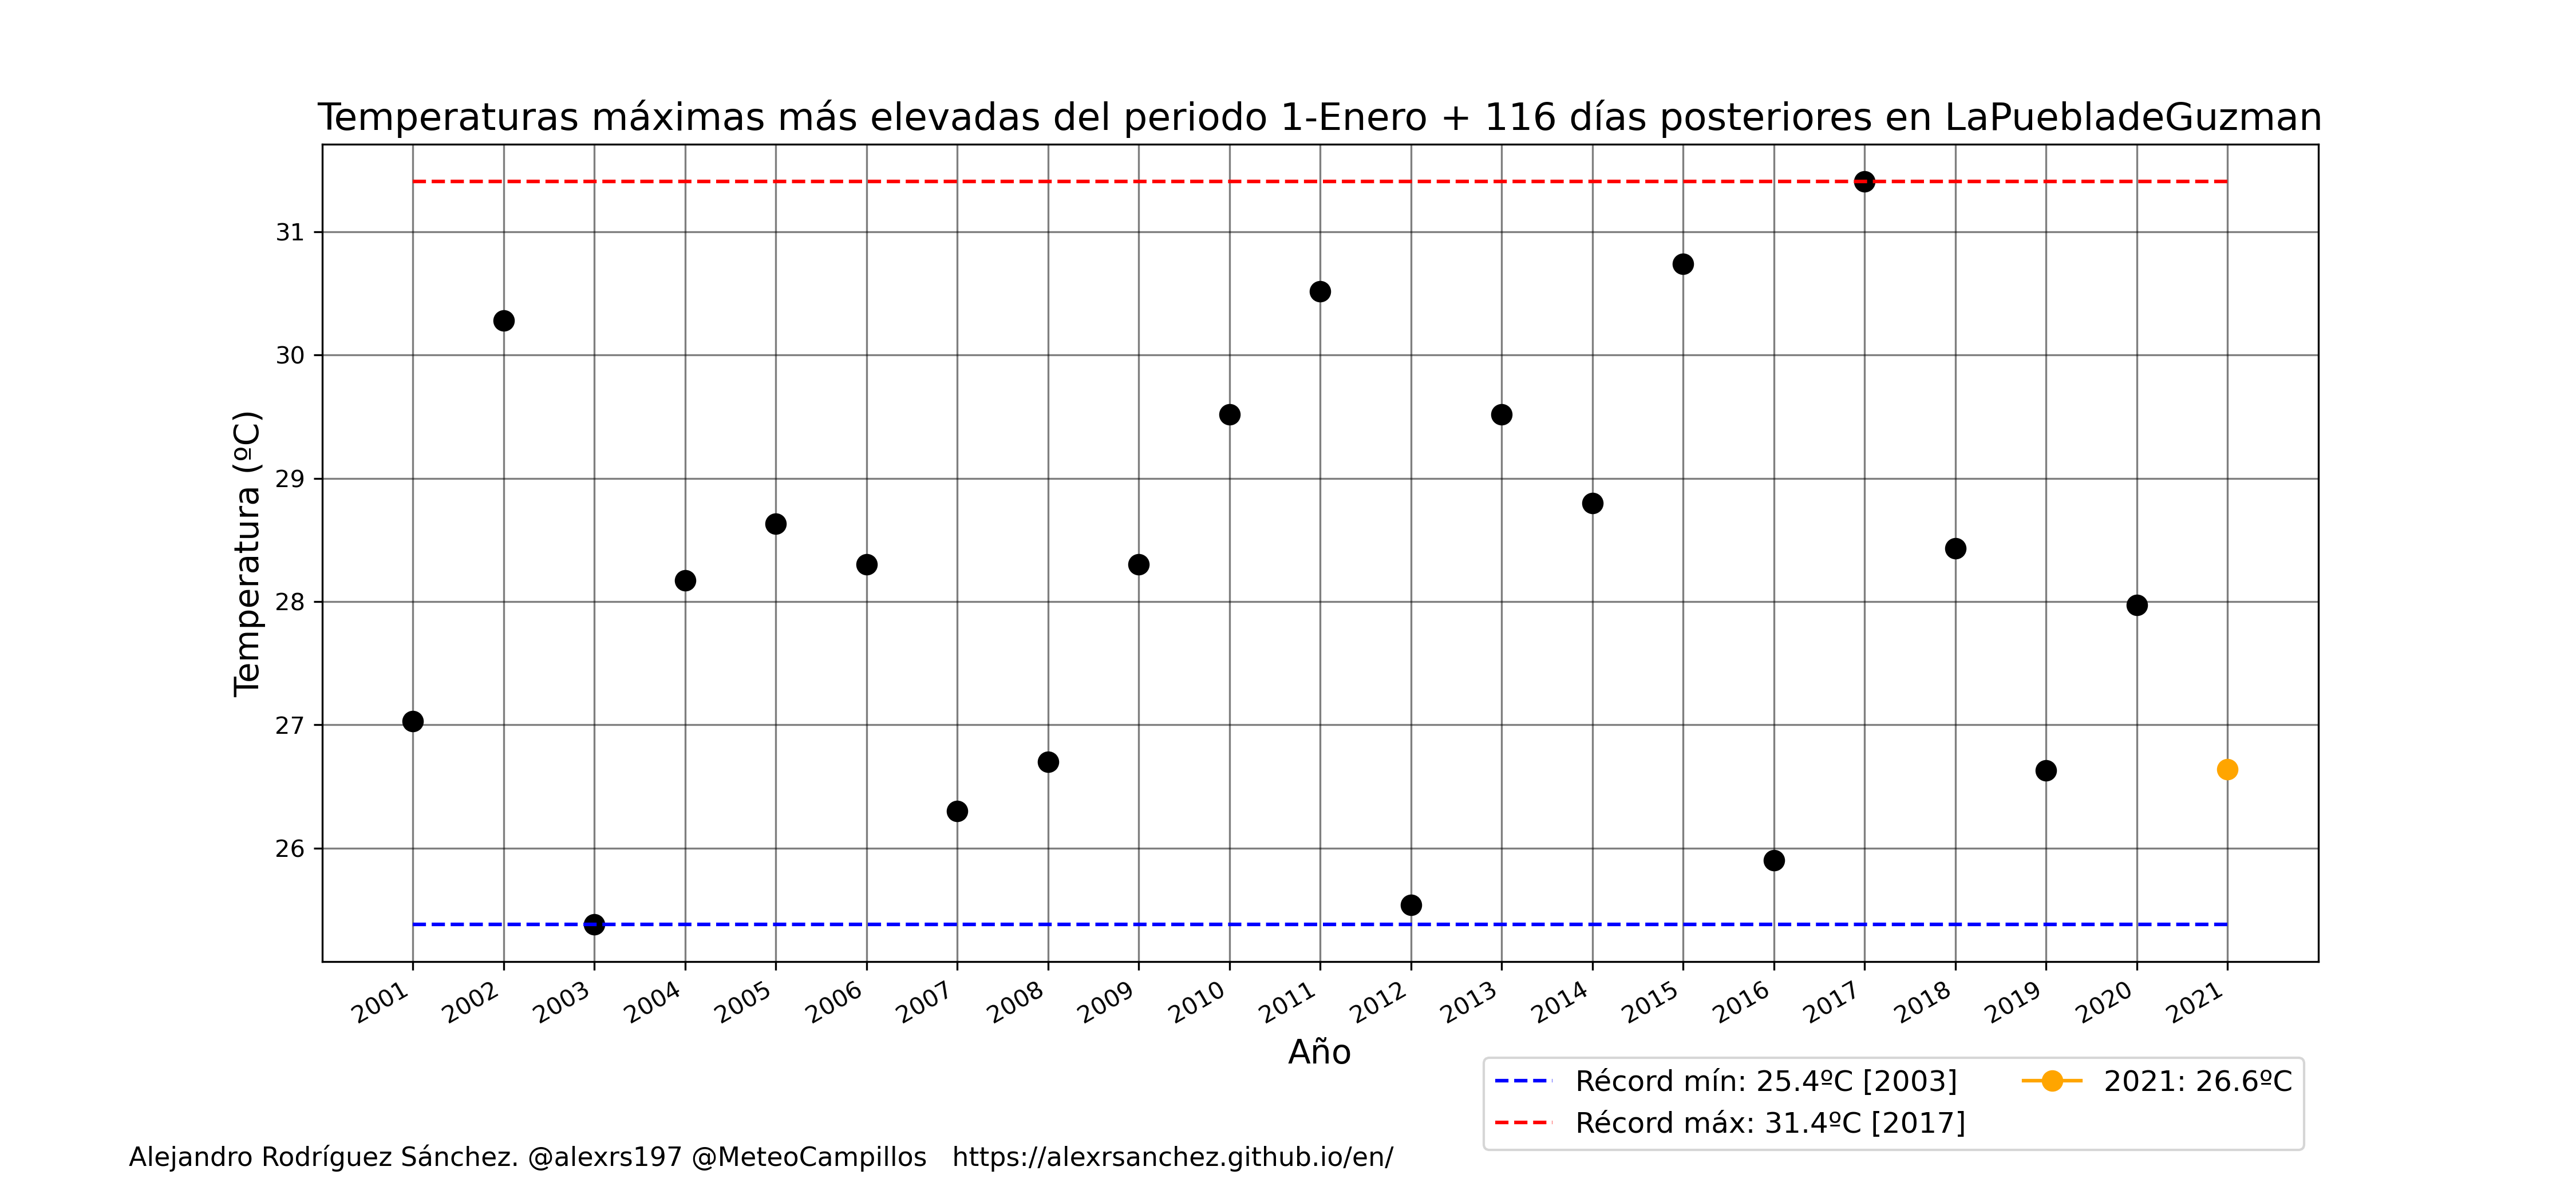 Temperaturas máximas más elevadas del periodo 1-Enero + 116 días posteriores en LaPuebladeGuzman
Temperatura (ºC)
31
30
29
28
27
26
2001 2002 2003 2004 2005 2006 2007 2008 2009 2010 2011 2012 2013 2014 2015 2016 2017 2018 2019 2020 2021
Año
Récord mín: 25.4ºC [2003]
Récord máx: 31.4ºC [2017]
2021: 26.6ºC
Alejandro Rodríguez Sánchez. @alexrs197 @MeteoCampillos https://alexrsanchez.github.io/en/